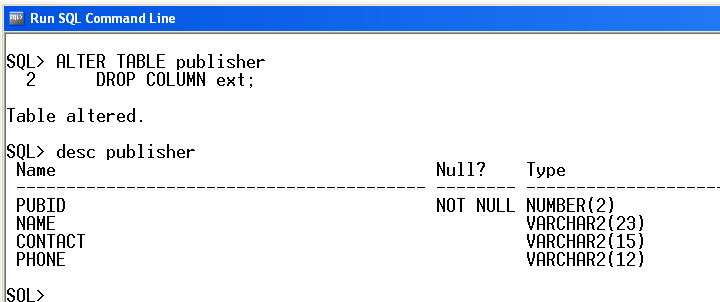 Run SQL Command Line
SQL> ALTER TABLE publisher
  2      DROP COLUMN ext;
Table altered.
SQL> desc publisher
 Name                                      Null?    Type
 ----------------------------------------- -------- --------------------
 PUBID                                     NOT NULL NUMBER(2)
 NAME                                               VARCHAR2(23)
 CONTACT                                            VARCHAR2(15)
 PHONE                                              VARCHAR2(12)
SQL>